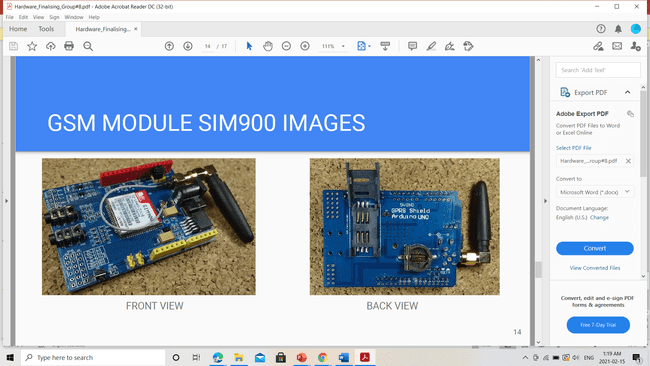 Hardware_Finalising_Group#8.pdf - Adobe Acrobat Reader DC (32-bit)
File Edit View Sign Window Help
Home Tools Hardware_Finalising_... ×
14 / 17 111%
GSM MODULE SIM900 IMAGES
GPRS Shield
Arduino UNO
FRONT VIEW BACK VIEW
14
Search 'Add Text'
Export PDF
Adobe Export PDF
Convert PDF Files to Word
or Excel Online
Select PDF File
Hardware_...roup#8.pdf ×
Convert to
Microsoft Word (*.docx)
Document Language:
English (U.S.) Change
Convert
View Converted Files
Convert, edit and e-sign PDF
forms & agreements
Free 7-Day Trial
Type here to search
ENG
1:19 AM
2021-02-15